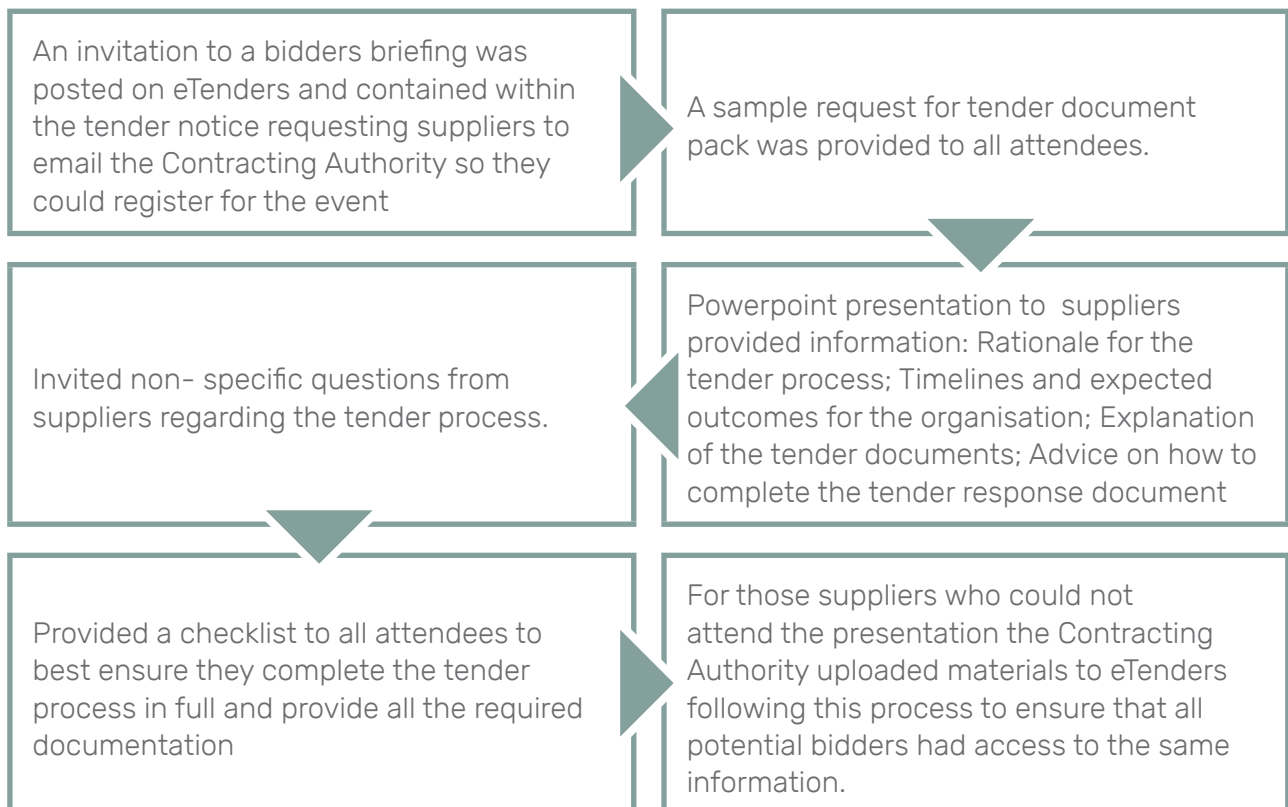 An invitation to a bidders briefing was
posted on eTenders and contained within
the tender notice requesting suppliers to
email the Contracting Authority so they
could register for the event
A sample request for tender document
pack was provided to all attendees.
Powerpoint presentation to  suppliers
provided information: Rationale for the
tender process; Timelines and expected
outcomes for the organisation; Explanation
of the tender documents; Advice on how to
complete the tender response document
Invited non- specific questions from
suppliers regarding the tender process.
Provided a checklist to all attendees to
best ensure they complete the tender
process in full and provide all the required
documentation
For those suppliers who could not
attend the presentation the Contracting
Authority uploaded materials to eTenders
following this process to ensure that all
potential bidders had access to the same
information.